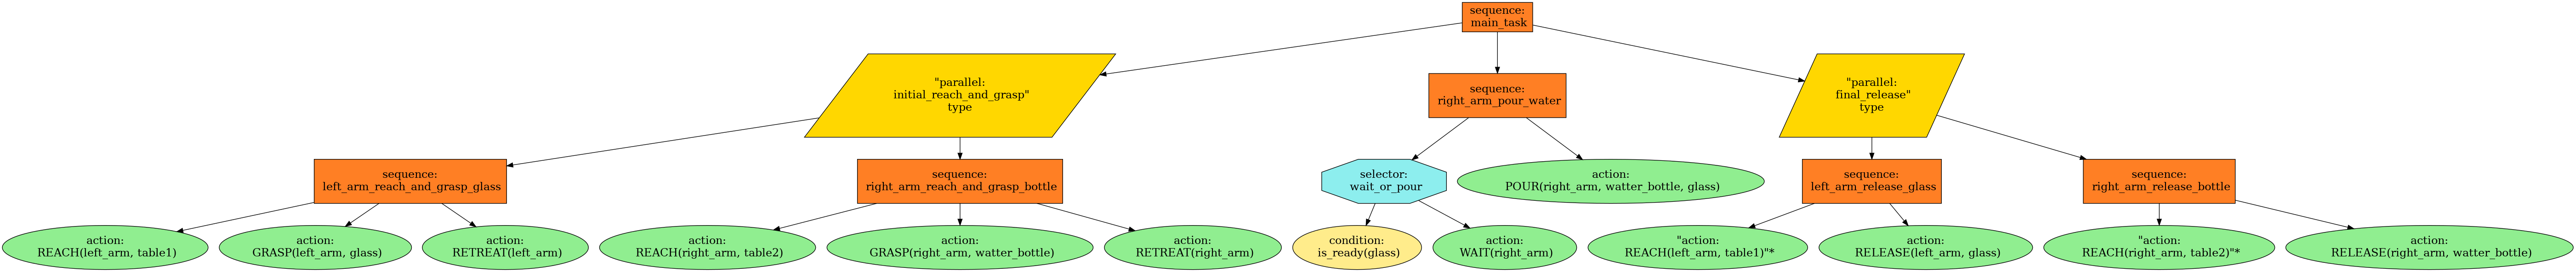 sequence:
main_task
"parallel:
initial_reach_and_grasp"
type
sequence:
right_arm_pour_water
"parallel:
final_release"
type
sequence:
left_arm_reach_and_grasp_glass
sequence:
right_arm_reach_and_grasp_bottle
selector:
wait_or_pour
action:
POUR(right_arm, watter_bottle, glass)
sequence:
left_arm_release_glass
sequence:
right_arm_release_bottle
action:
REACH(left_arm, table1)
action:
GRASP(left_arm, glass)
action:
RETREAT(left_arm)
action:
REACH(right_arm, table2)
action:
GRASP(right_arm, watter_bottle)
action:
RETREAT(right_arm)
condition:
is_ready(glass)
action:
WAIT(right_arm)
"action:
REACH(left_arm, table1)"*
action:
RELEASE(left_arm, glass)
"action:
REACH(right_arm, table2)"*
action:
RELEASE(right_arm, watter_bottle)